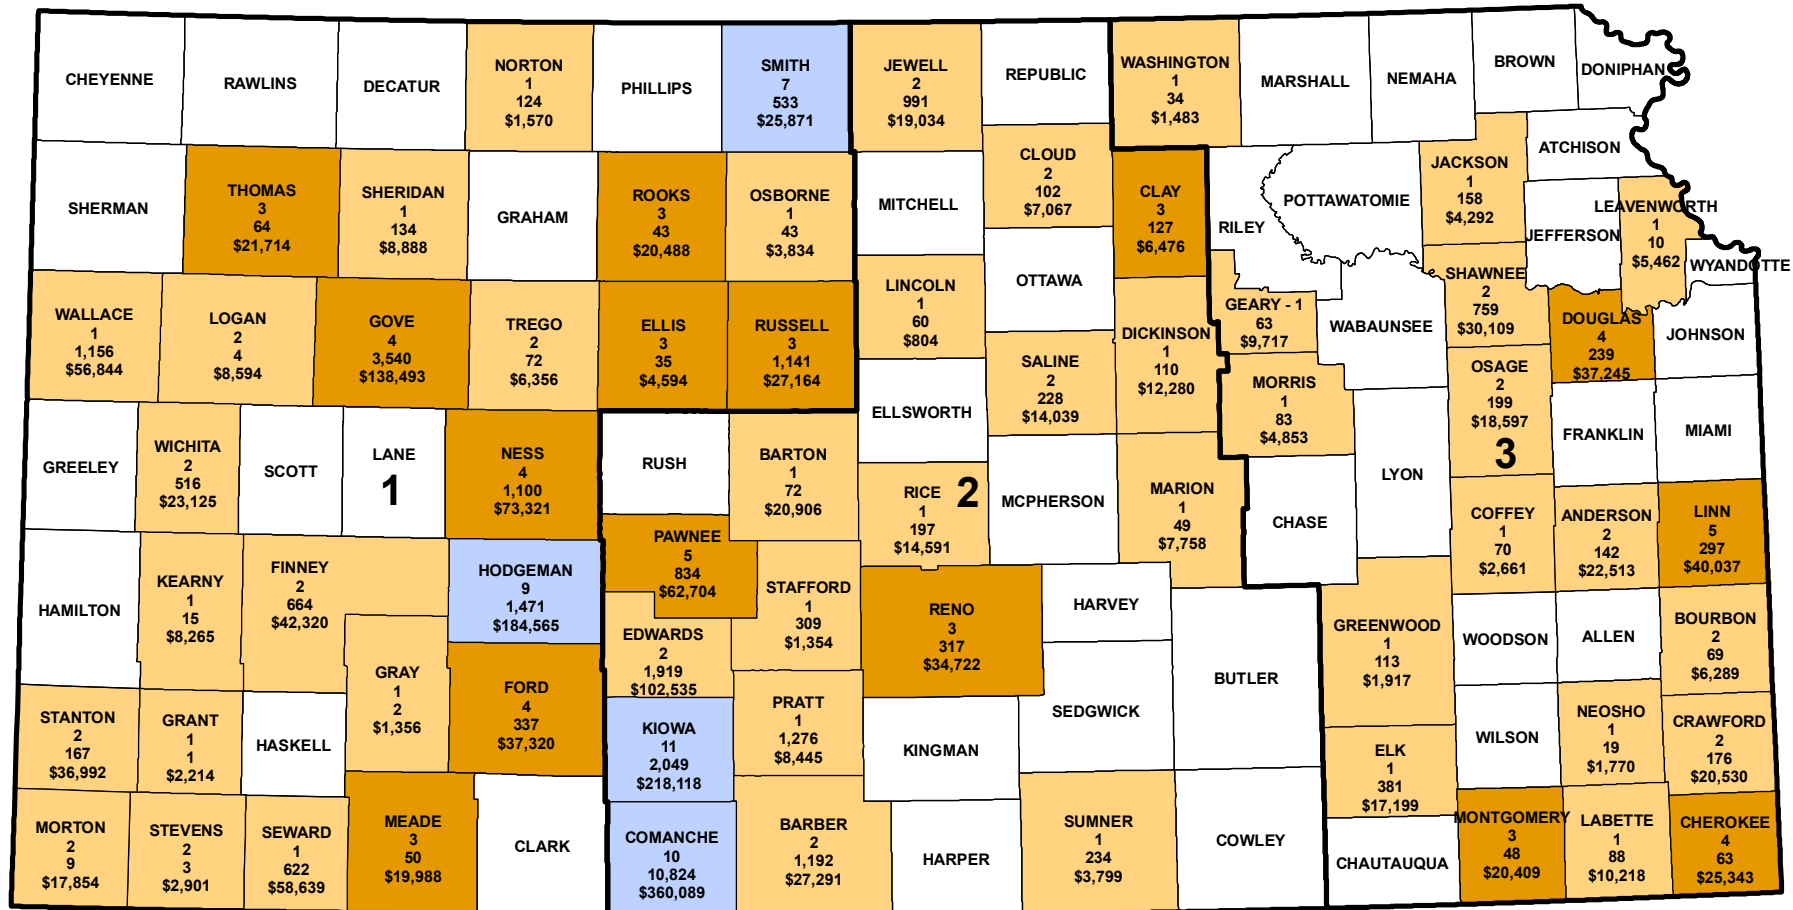 CHEYENNE
RAWLINS
DECATUR
NORTON
1
124
$1,570
PHILLIPS
SMITH
7
533
$25,871
JEWELL
2
991
$19,034
REPUBLIC
WASHINGTON
1
34
$1,483
MARSHALL
NEMAHA
BROWN
DONIPHAN
SHERMAN
THOMAS
3
64
$21,714
SHERIDAN
1
134
$8,888
GRAHAM
ROOKS
3
43
$20,488
OSBORNE
1
43
$3,834
MITCHELL
CLOUD
2
102
$7,067
CLAY
3
127
$6,476
RILEY
POTTAWATOMIE
JACKSON
1
158
$4,292
ATCHISON
JEFFERSON
LEAVENWORTH
1
10
$5,462
WYANDOTTE
WALLACE
1
1,156
$56,844
LOGAN
2
4
$8,594
GOVE
4
3,540
$138,493
TREGO
2
72
$6,356
ELLIS
3
35
$4,594
RUSSELL
3
1,141
$27,164
LINCOLN
1
60
$804
OTTAWA
SALINE
2
228
$14,039
DICKINSON
1
110
$12,280
GEARY - 1
63
$9,717
WABAUNSEE
SHAWNEE
2
759
$30,109
DOUGLAS
4
239
$37,245
JOHNSON
MORRIS
1
83
$4,853
OSAGE
2
199
$18,597
3
FRANKLIN
MIAMI
GREELEY
WICHITA
2
516
$23,125
SCOTT
LANE
1
NESS
4
1,100
$73,321
RUSH
BARTON
1
72
$20,906
ELLSWORTH
RICE
1
197
$14,591
2
MCPHERSON
MARION
1
49
$7,758
CHASE
LYON
COFFEY
1
70
$2,661
ANDERSON
2
142
$22,513
LINN
5
297
$40,037
HAMILTON
KEARNY
1
15
$8,265
FINNEY
2
664
$42,320
HODGEMAN
9
1,471
$184,565
PAWNEE
5
834
$62,704
STAFFORD
1
309
$1,354
RENO
3
317
$34,722
HARVEY
BUTLER
GREENWOOD
1
113
$1,917
WOODSON
ALLEN
BOURBON
2
69
$6,289
GRAY
1
2
$1,356
FORD
4
337
$37,320
EDWARDS
2
1,919
$102,535
PRATT
1
1,276
$8,445
KINGMAN
SEDGWICK
STANTON
2
167
$36,992
GRANT
1
1
$2,214
HASKELL
KIOWA
11
2,049
$218,118
ELK
1
381
$17,199
WILSON
NEOSHO
1
19
$1,770
CRAWFORD
2
176
$20,530
MORTON
2
9
$17,854
STEVENS
2
3
$2,901
SEWARD
1
622
$58,639
MEADE
3
50
$19,988
CLARK
COMANCHE
10
10,824
$360,089
BARBER
2
1,192
$27,291
HARPER
SUMNER
1
234
$3,799
COWLEY
CHAUTAUQUA
MONTGOMERY
3
48
$20,409
LABETTE
1
88
$10,218
CHEROKEE
4
63
$25,343